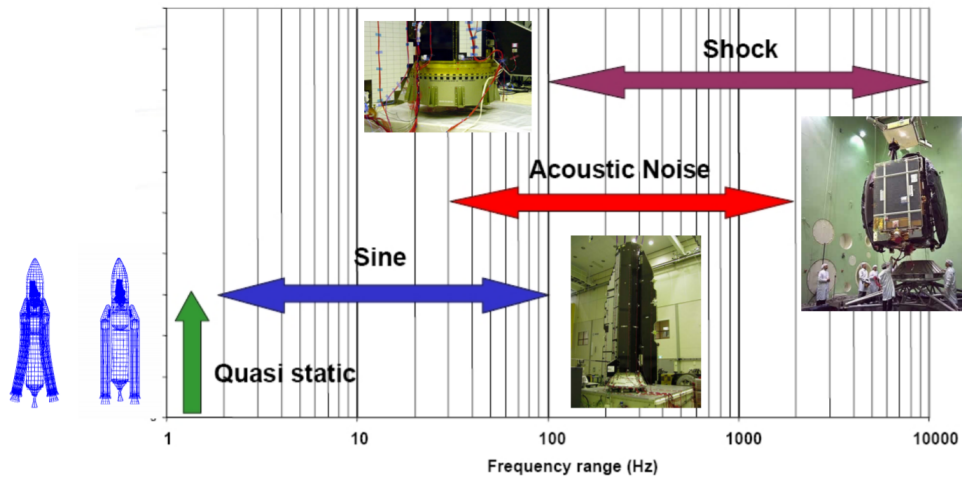 Shock
Acoustic Noise
Sine
Quasi static
1
10
100
1000
10000
Frequency range (Hz)